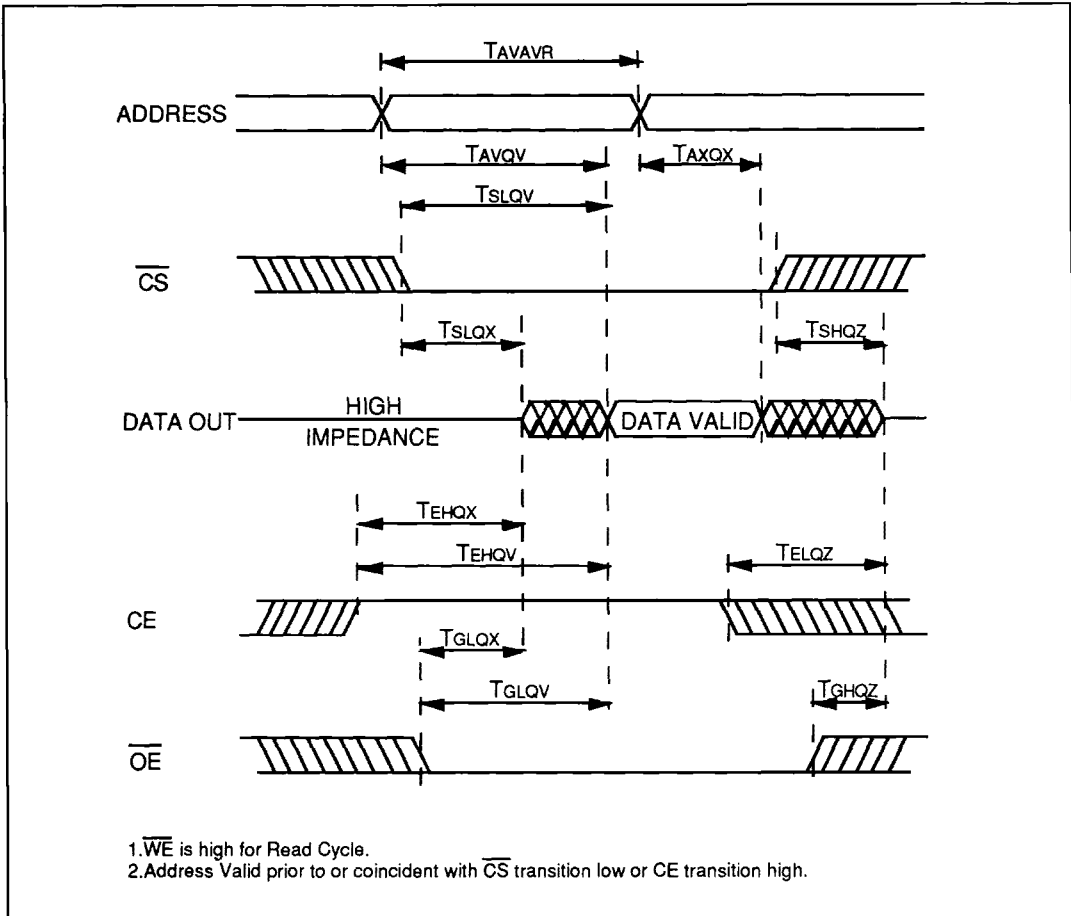 TAVAVR
ADDRESS
TAVQV
TAXQX
TSLQV
CS
TSLQX
TSHQZ
DATA OUT
HIGH
IMPEDANCE
DATA VALID
TEHQX
TEHQV
TELQZ
CE
TGLQX
TGLQV
TGHQZ
OE
1.WE is high for Read Cycle.
2.Address Valid prior to or coincident with CS transition low or CE transition high.